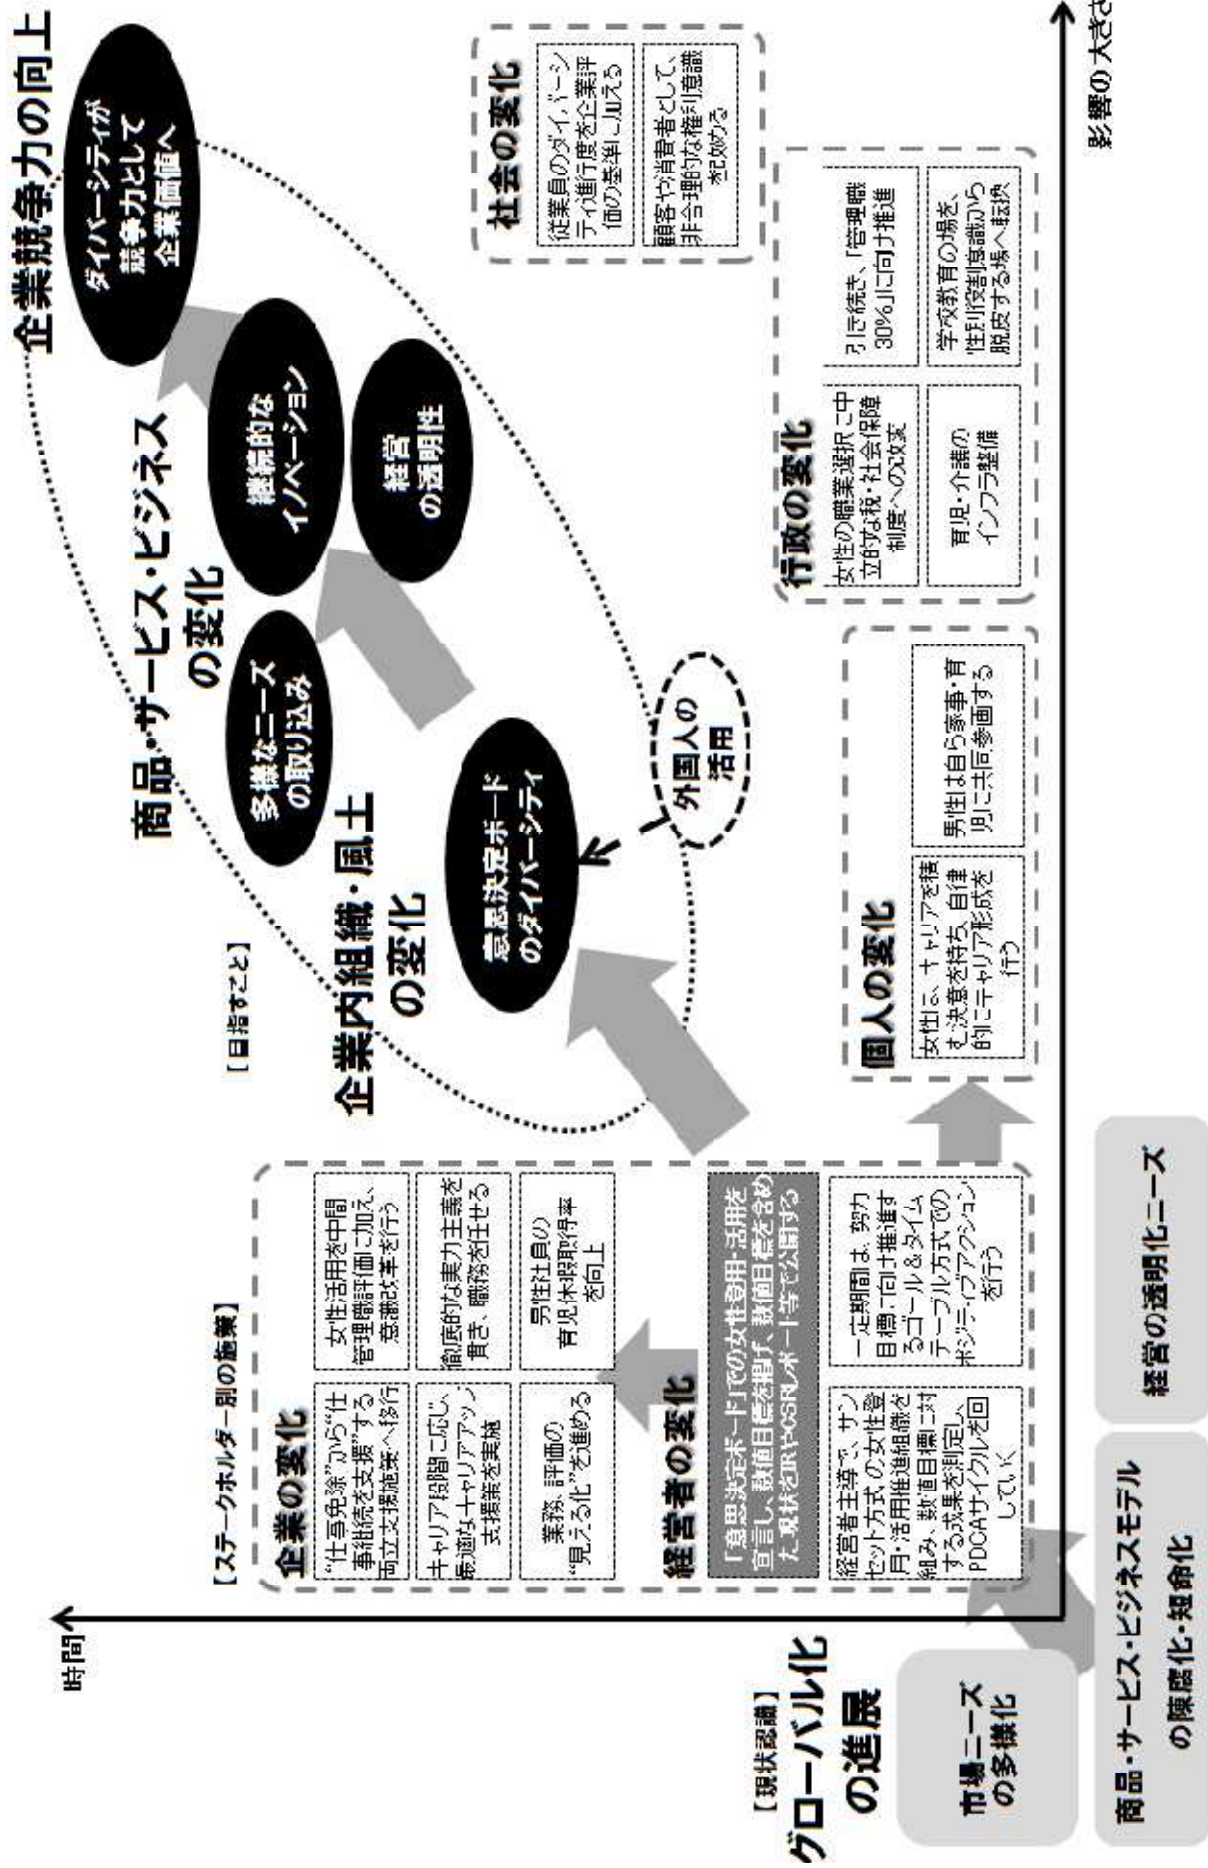 時間
影響の大きさ
【現状認識】
グローバル化
の進展
市場ニーズ
の多様化
商品・サービス・ビジネスモデル
の陳腐化・短命化
経営の透明化ニーズ
【ステークホルダー別の施策】
企業の変化
“仕事免除”から“仕
事継続を支援”する
両立支援施策へ移行
女性活用を中間
管理職評価に加え、
意識改革を行う
キャリア段階に応じ、
最適なキャリアアップ
支援策を実施
徹底的な実力主義を
貫き、職務を任せる
業務、評価の
“見える化”を進める
男性社員の
育児休暇取得率
を向上
経営者の変化
「意思決定ボード」での女性登用・活用を
宣言し、数値目標を掲げ、数値目標を含め
た現状をIRやCSRレポート等で公開する
経営者主導で、サン
セット方式の女性登
用・活用推進組織を
組み、数値目標に対
する成果を測定し、
PDCAサイクルを回
していく
一定期間は、努力
目標に向け推進す
るゴール＆タイム
テーブル方式での
ポジティブアクション
を行う
個人の変化
女性は、キャリアを積
む決意を持ち、自律
的にキャリア形成を
行う
男性は自ら家事・育
児に共同参画する
行政の変化
女性の職業選択に中
立的な税・社会保障
制度への改変
引き続き、「管理職
30%」に向け推進
育児・介護の
インフラ整備
学校教育の場を、
性別役割意識から
脱皮する場へ転換
社会の変化
従業員のダイバーシ
ティ進行度を企業評
価の基準に加える
顧客や消費者として、
非合理的な権利意識
を改める
【目指すこと】
企業内組織・風土
の変化
意思決定ボード
のダイバーシティ
外国人の
活用
商品・サービス・ビジネス
の変化
多様なニーズ
の取り込み
継続的な
イノベーション
経営
の透明性
企業競争力の向上
ダイバーシティが
競争力として
企業価値へ